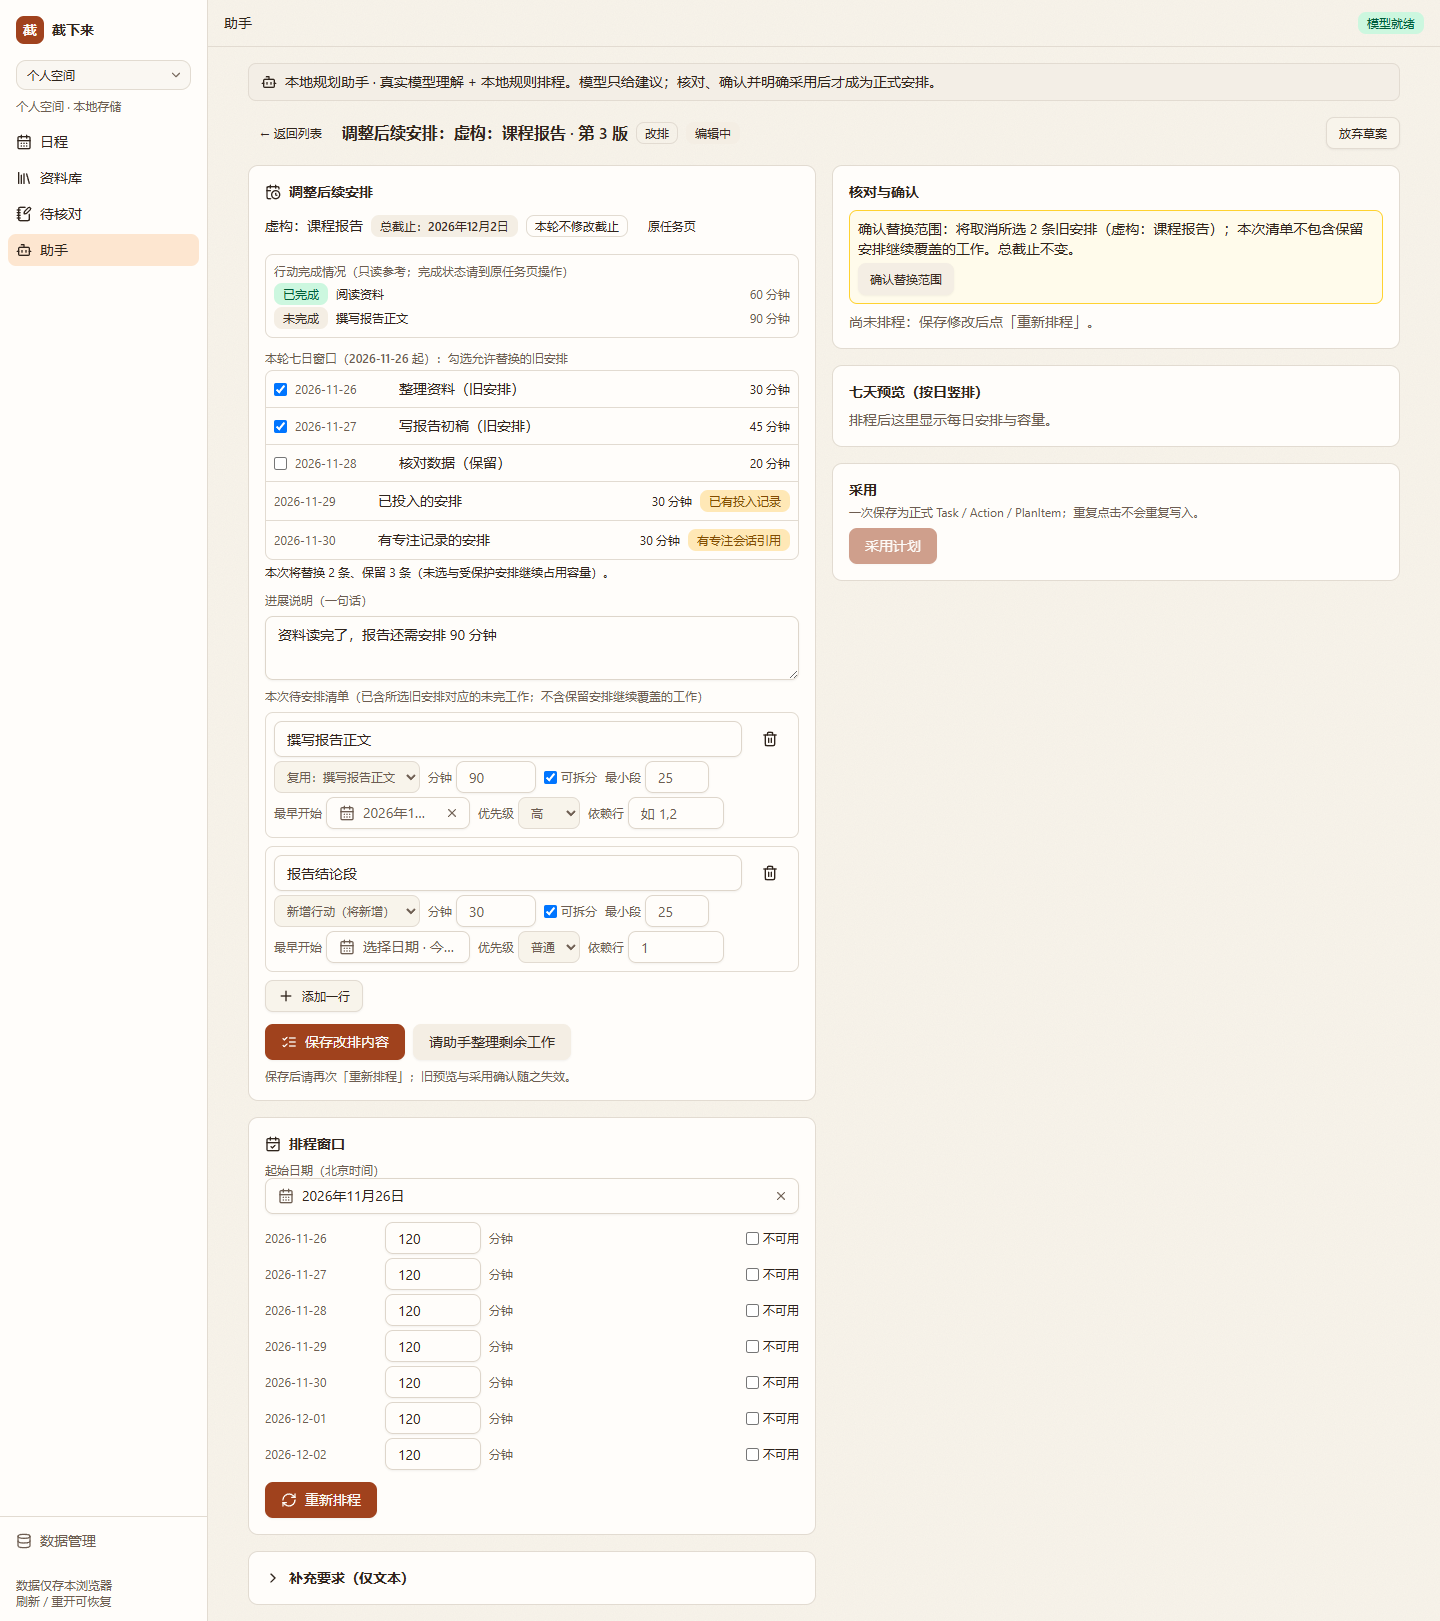 截 截下来
个人空间
个人空间 · 本地存储
日程
资料库
待核对
助手
数据管理
数据仅存本浏览器
刷新 / 重开可恢复
助手
模型就绪
本地规划助手 · 真实模型理解 + 本地规则排程。模型只给建议；核对、确认并明确采用后才成为正式安排。
← 返回列表 调整后续安排：虚构：课程报告 · 第 3 版 改排 编辑中 放弃草案
调整后续安排
虚构：课程报告 总截止：2026年12月2日 本轮不修改截止 原任务页
行动完成情况（只读参考；完成状态请到原任务页操作）
已完成 阅读资料 60 分钟
未完成 撰写报告正文 90 分钟
本轮七日窗口（2026-11-26 起）：勾选允许替换的旧安排
2026-11-26 整理资料（旧安排） 30 分钟
2026-11-27 写报告初稿（旧安排） 45 分钟
2026-11-28 核对数据（保留） 20 分钟
2026-11-29 已投入的安排 30 分钟 已有投入记录
2026-11-30 有专注记录的安排 30 分钟 有专注会话引用
本次将替换 2 条、保留 3 条（未选与受保护安排继续占用容量）。
进展说明（一句话）
资料读完了，报告还需安排 90 分钟
本次待安排清单（已含所选旧安排对应的未完工作；不含保留安排继续覆盖的工作）
撰写报告正文
复用：撰写报告正文 分钟 90 可拆分 最小段 25
最早开始 2026年1... 优先级 高 依赖行 如 1,2
报告结论段
新增行动（将新增） 分钟 30 可拆分 最小段 25
最早开始 选择日期 · 今... 优先级 普通 依赖行 1
添加一行
保存改排内容 请助手整理剩余工作
保存后请再次「重新排程」；旧预览与采用确认随之失效。
排程窗口
起始日期（北京时间）
2026年11月26日
2026-11-26 120 分钟 不可用
2026-11-27 120 分钟 不可用
2026-11-28 120 分钟 不可用
2026-11-29 120 分钟 不可用
2026-11-30 120 分钟 不可用
2026-12-01 120 分钟 不可用
2026-12-02 120 分钟 不可用
重新排程
补充要求（仅文本）
核对与确认
确认替换范围：将取消所选 2 条旧安排（虚构：课程报告）；本次清单不包含保留
安排继续覆盖的工作。总截止不变。
确认替换范围
尚未排程：保存修改后点「重新排程」。
七天预览（按日竖排）
排程后这里显示每日安排与容量。
采用
一次保存为正式 Task / Action / PlanItem；重复点击不会重复写入。
采用计划